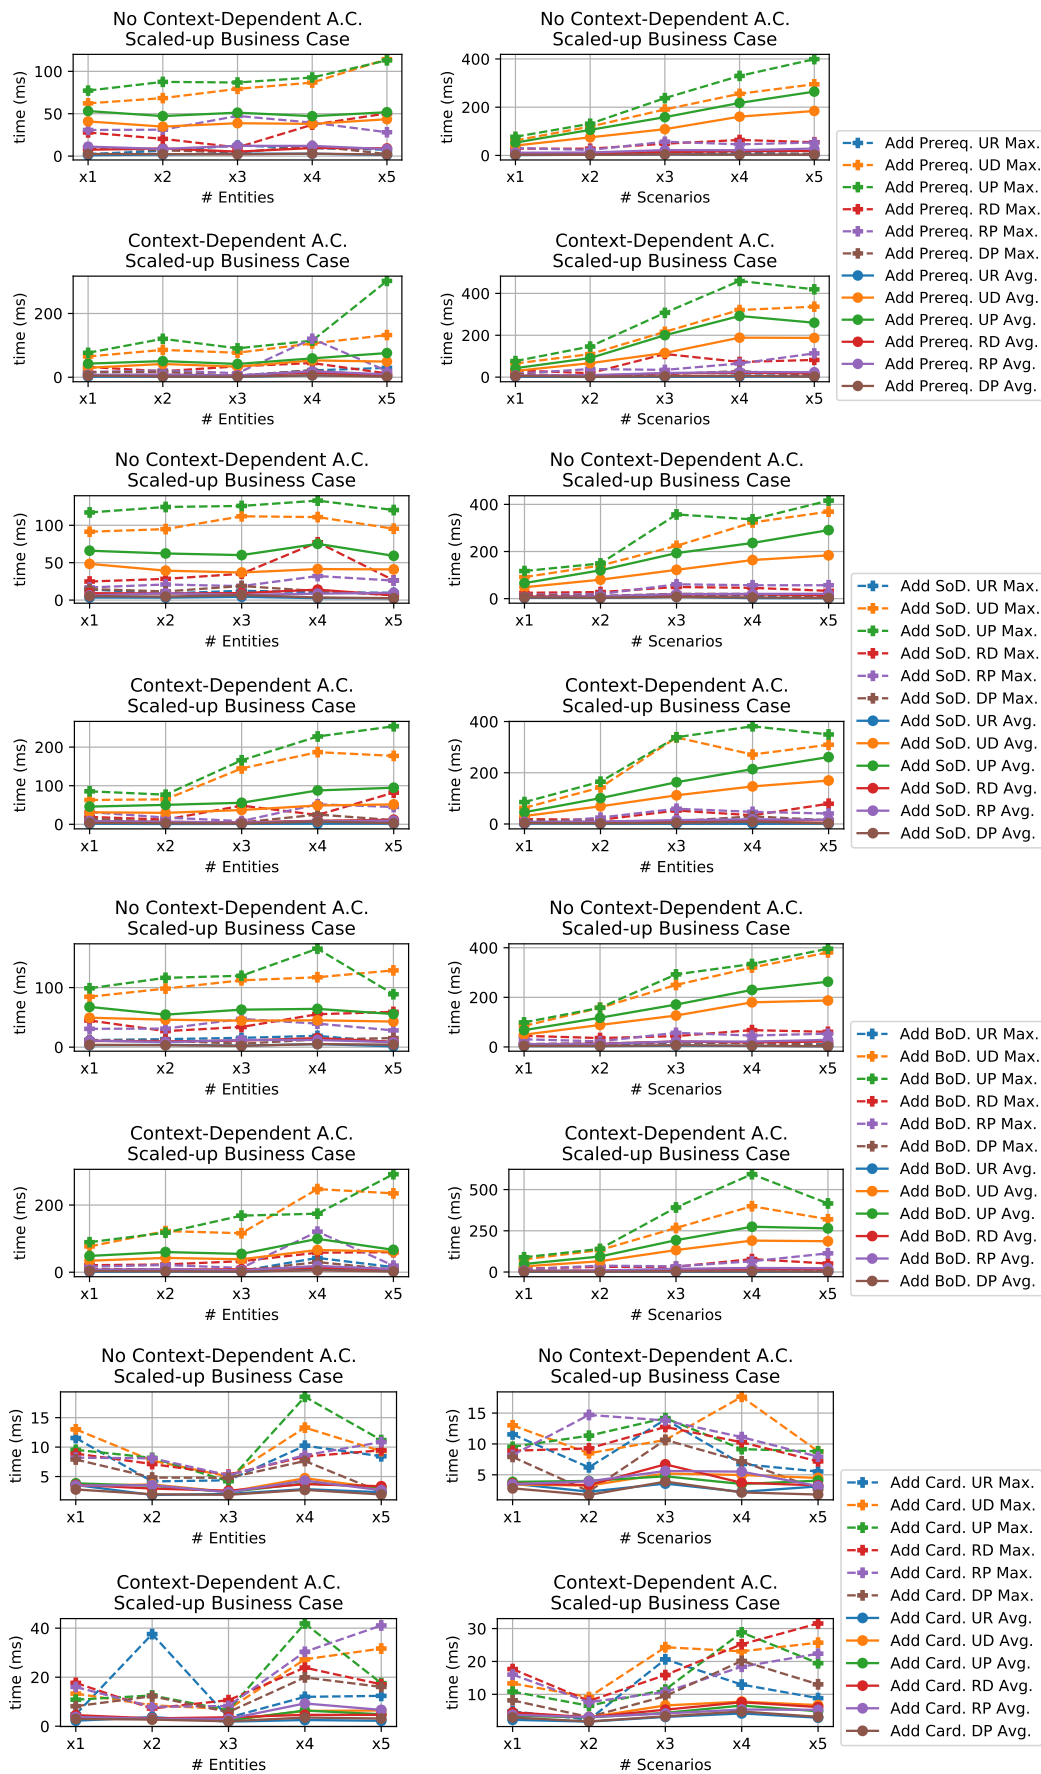 No Context-Dependent A.C.
Scaled-up Business Case
time (ms)
100
50
0
x1 x2 x3 x4 x5
# Entities
No Context-Dependent A.C.
Scaled-up Business Case
time (ms)
400
200
0
x1 x2 x3 x4 x5
# Scenarios
Context-Dependent A.C.
Scaled-up Business Case
time (ms)
200
0
x1 x2 x3 x4 x5
# Entities
Context-Dependent A.C.
Scaled-up Business Case
time (ms)
400
200
0
x1 x2 x3 x4 x5
# Scenarios
Add Prereq. UR Max.
Add Prereq. UD Max.
Add Prereq. UP Max.
Add Prereq. RD Max.
Add Prereq. RP Max.
Add Prereq. DP Max.
Add Prereq. UR Avg.
Add Prereq. UD Avg.
Add Prereq. UP Avg.
Add Prereq. RD Avg.
Add Prereq. RP Avg.
Add Prereq. DP Avg.
No Context-Dependent A.C.
Scaled-up Business Case
time (ms)
100
50
0
x1 x2 x3 x4 x5
# Entities
No Context-Dependent A.C.
Scaled-up Business Case
time (ms)
400
200
0
x1 x2 x3 x4 x5
# Scenarios
Context-Dependent A.C.
Scaled-up Business Case
time (ms)
200
100
0
x1 x2 x3 x4 x5
# Entities
Context-Dependent A.C.
Scaled-up Business Case
time (ms)
400
200
0
x1 x2 x3 x4 x5
# Scenarios
Add SoD. UR Max.
Add SoD. UD Max.
Add SoD. UP Max.
Add SoD. RD Max.
Add SoD. RP Max.
Add SoD. DP Max.
Add SoD. UR Avg.
Add SoD. UD Avg.
Add SoD. UP Avg.
Add SoD. RD Avg.
Add SoD. RP Avg.
Add SoD. DP Avg.
No Context-Dependent A.C.
Scaled-up Business Case
time (ms)
100
0
x1 x2 x3 x4 x5
# Entities
No Context-Dependent A.C.
Scaled-up Business Case
time (ms)
400
200
0
x1 x2 x3 x4 x5
# Scenarios
Context-Dependent A.C.
Scaled-up Business Case
time (ms)
200
0
x1 x2 x3 x4 x5
# Entities
Context-Dependent A.C.
Scaled-up Business Case
time (ms)
500
250
0
x1 x2 x3 x4 x5
# Scenarios
Add BoD. UR Max.
Add BoD. UD Max.
Add BoD. UP Max.
Add BoD. RD Max.
Add BoD. RP Max.
Add BoD. DP Max.
Add BoD. UR Avg.
Add BoD. UD Avg.
Add BoD. UP Avg.
Add BoD. RD Avg.
Add BoD. RP Avg.
Add BoD. DP Avg.
No Context-Dependent A.C.
Scaled-up Business Case
time (ms)
15
10
5
x1 x2 x3 x4 x5
# Entities
No Context-Dependent A.C.
Scaled-up Business Case
time (ms)
15
10
5
x1 x2 x3 x4 x5
# Scenarios
Context-Dependent A.C.
Scaled-up Business Case
time (ms)
40
20
0
x1 x2 x3 x4 x5
# Entities
Context-Dependent A.C.
Scaled-up Business Case
time (ms)
30
20
10
x1 x2 x3 x4 x5
# Scenarios
Add Card. UR Max.
Add Card. UD Max.
Add Card. UP Max.
Add Card. RD Max.
Add Card. RP Max.
Add Card. DP Max.
Add Card. UR Avg.
Add Card. UD Avg.
Add Card. UP Avg.
Add Card. RD Avg.
Add Card. RP Avg.
Add Card. DP Avg.